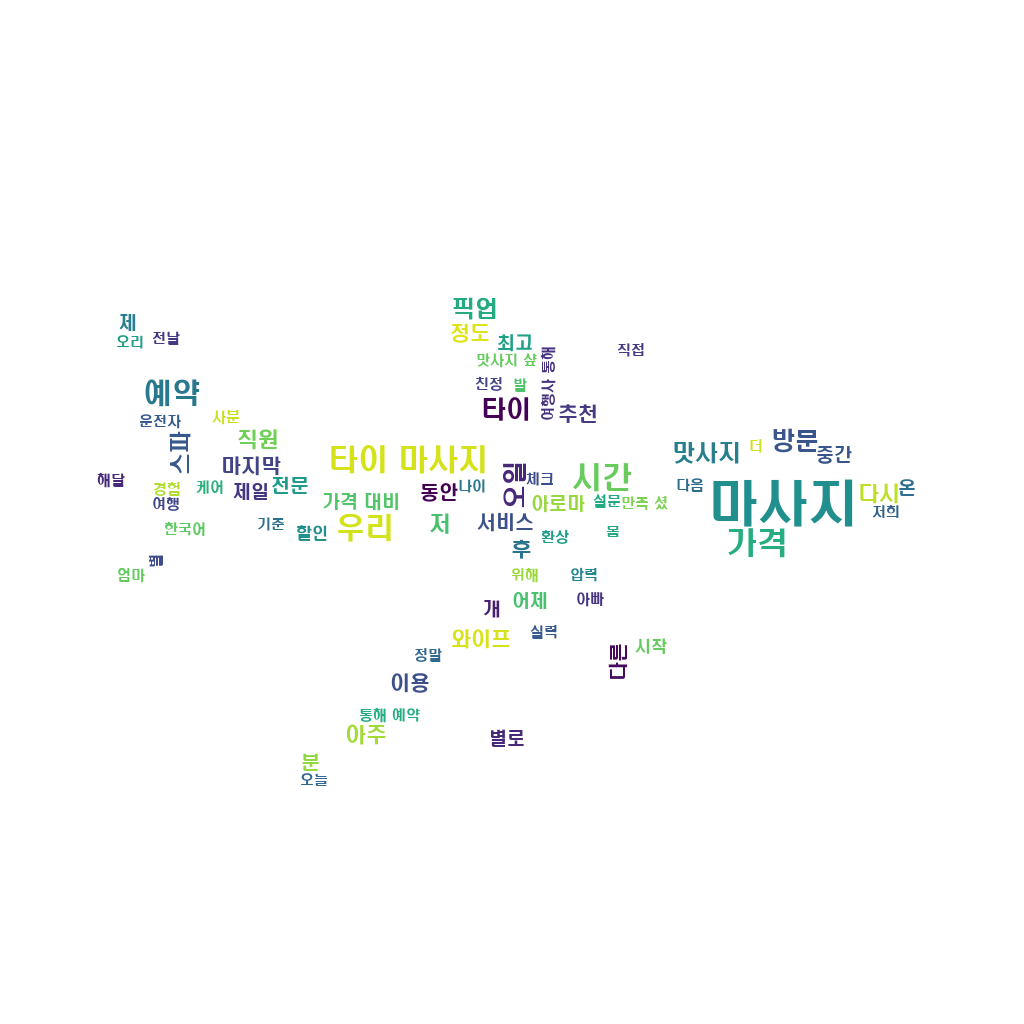 픽업
제
정도
오리
전날
최고
직접
맛사지 샾
여행사 통해
친정
발
예약
타이
추천
운전자
사분
직원
방문
더
스파
타이 마사지
맛사지
중간
마지막
시간
해달
경험
케어
제일
전문
동안
나이
오일
체크
다음
마사지
다시
온
여행
가격 대비
아로마
설문
만족 셨
저희
한국어
기준
할인
우리
저
서비스
환상
몸
가격
후
별
엄마
위해
압력
개
어제
아빠
와이프
실력
다른
시작
정말
이용
통해 예약
아주
별로
분
오늘